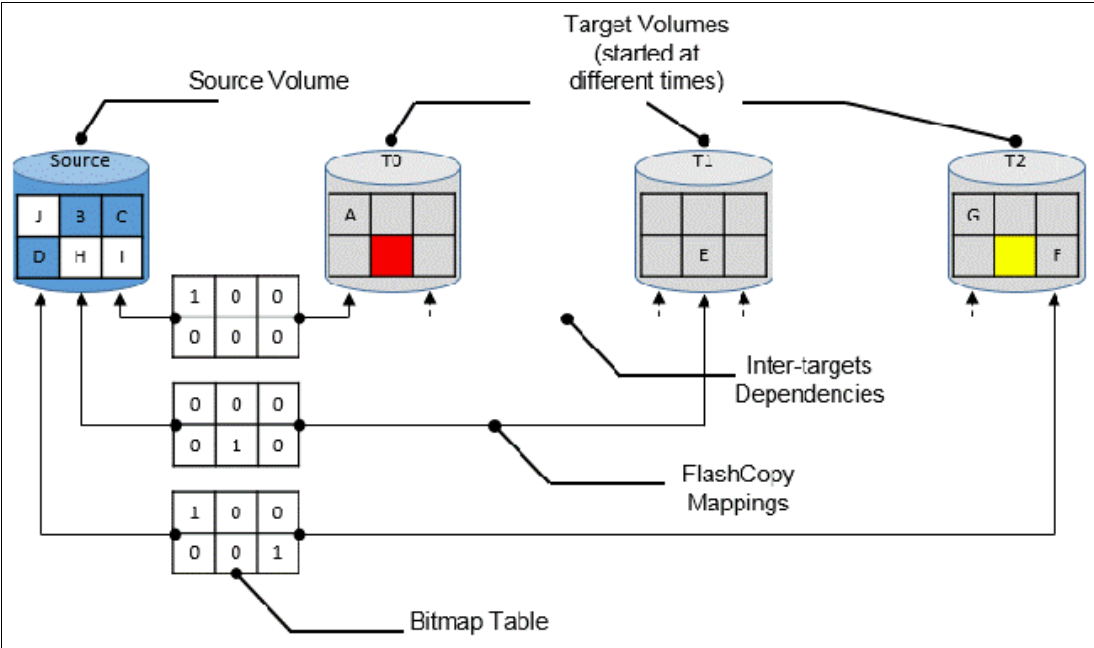 Target Volumes
(started at
different times)
Source Volume
Source
T0
T1
T2
J B C
D H I
A
E
G
F
1 0 0
0 0 0
Inter-targets
Dependencies
0 0 0
0 1 0
FlashCopy
Mappings
1 0 0
0 0 1
Bitmap Table